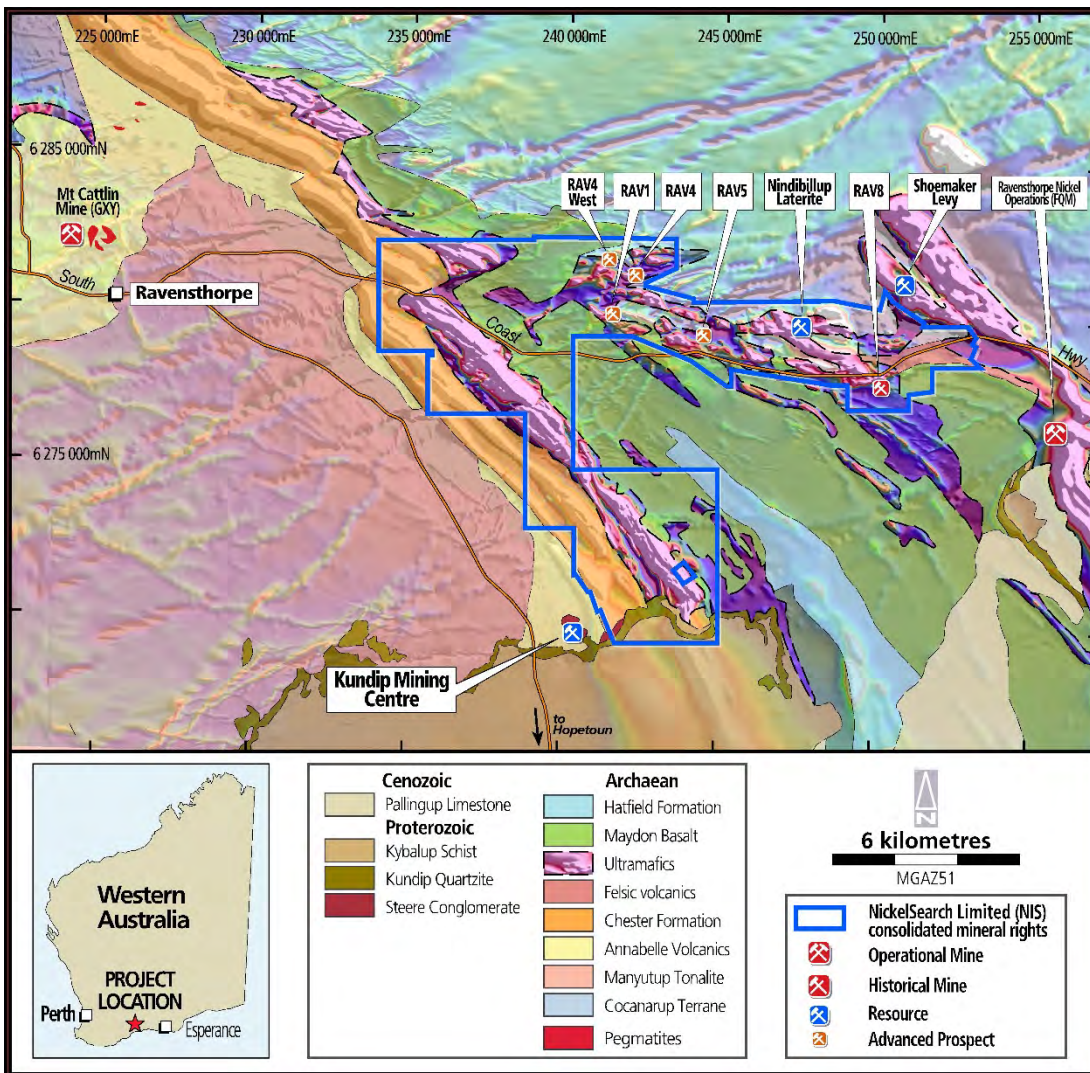 225 000mE
230 000mE
235 000mE
240 000mE
245 000mE
250 000mE
255 000mE
6 285 000mN
Mt Cattlin
Mine (GXY)
RAV4
West
RAV1
RAV4
RAV5
Nindibillup
Laterite
RAV8
Shoemaker
Levy
Ravensthorpe Nickel
Operations (FQM)
South
Ravensthorpe
Coast
Hwy
6 275 000mN
Kundip Mining
Centre
to
Hopetoun
Western
Australia
PROJECT
LOCATION
Perth
Esperance
Cenozoic
Pallingup Limestone
Proterozoic
Kybalup Schist
Kundip Quartzite
Steere Conglomerate
Archaean
Hatfield Formation
Maydon Basalt
Ultramafics
Felsic volcanics
Chester Formation
Annabelle Volcanics
Manyutup Tonalite
Cocanarup Terrane
Pegmatites
N
6 kilometres
MGAZ51
NickelSearch Limited (NIS)
consolidated mineral rights
Operational Mine
Historical Mine
Resource
Advanced Prospect